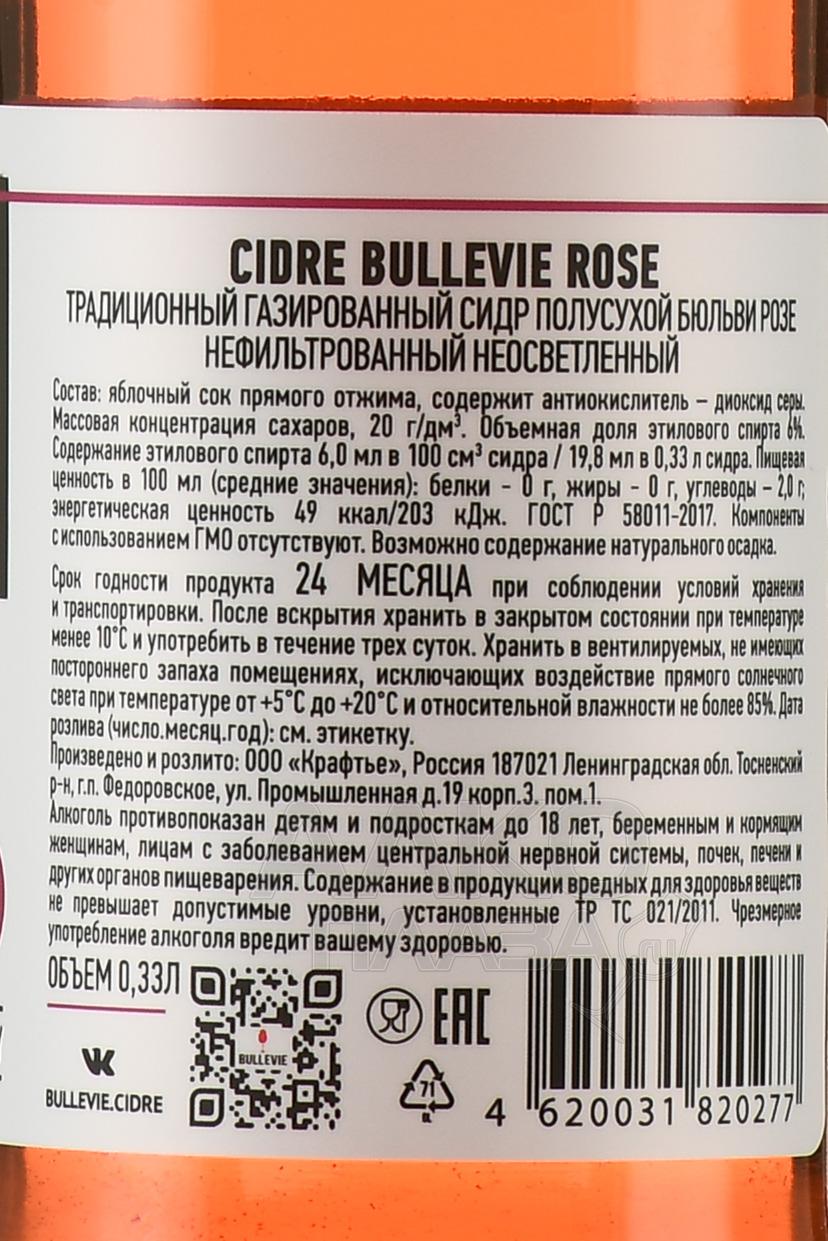 CIDRE BULLEVIE ROSE
ТРАДИЦИОННЫЙ ГАЗИРОВАННЫЙ СИДР ПОЛУСУХОЙ БЮЛЬВИ РОЗЕ
НЕФИЛЬТРОВАННЫЙ НЕОСВЕТЛЕННЫЙ
Состав: яблочный сок прямого отжима, содержит антиокислитель – диоксид серы.
Массовая концентрация сахаров, 20 г/дм³. Объемная доля этилового спирта 6%.
Содержание этилового спирта 6,0 мл в 100 см³ сидра / 19,8 мл в 0,33 л сидра. Пищевая
ценность в 100 мл (средние значения): белки - 0 г, жиры - 0 г, углеводы – 2,0 г;
энергетическая ценность 49 ккал/203 кДж. ГОСТ Р 58011-2017. Компоненты
с использованием ГМО отсутствуют. Возможно содержание натурального осадка.
Срок годности продукта 24 МЕСЯЦА при соблюдении условий хранения
и транспортировки. После вскрытия хранить в закрытом состоянии при температуре
менее 10°С и употребить в течение трех суток. Хранить в вентилируемых, не имеющих
постороннего запаха помещениях, исключающих воздействие прямого солнечного
света при температуре от +5°С до +20°С и относительной влажности не более 85%. Дата
розлива (число.месяц.год): см. этикетку.
Произведено и розлито: ООО «Крафтье», Россия 187021 Ленинградская обл. Тосненский
р-н, г.п. Федоровское, ул. Промышленная д.19 корп.3. пом.1.
Алкоголь противопоказан детям и подросткам до 18 лет, беременным и кормящим
женщинам, лицам с заболеванием центральной нервной системы, почек, печени и
других органов пищеварения. Содержание в продукции вредных для здоровья веществ
не превышает допустимые уровни, установленные ТР ТС 021/2011. Чрезмерное
употребление алкоголя вредит вашему здоровью.
ОБЪЕМ 0,33Л
BULLEVIE
BULLEVIE.CIDRE
EAC
71
4 620031 820277